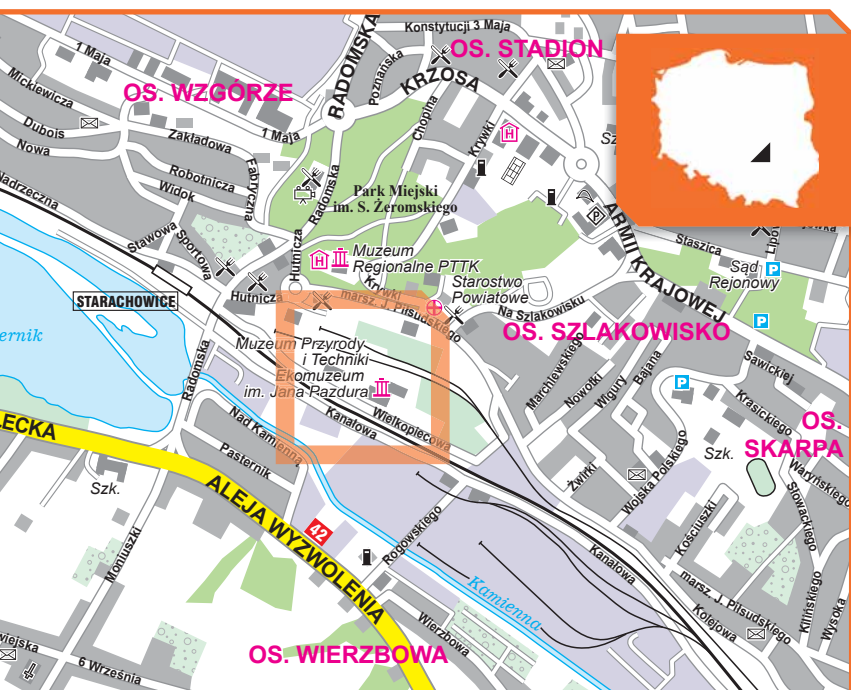 Konstytucji 3 Maja
OS. STADION
1 Maja
RADOMSKA
Poznańska
KRZOSA
OS. WZGÓRZE
Mickiewicza
Chopina
Krywki
Dubois
Zakładowa
1 Maja
Nowa
Robotnicza
Fabryczna
Widok
Park Miejski
im. S. Żeromskiego
Radomska
Nadrzeczna
ARMII KRAJOWEJ
Stawowa
Sportowa
Hutnicza
Muzeum
Regionalne PTTK
Staszica
Sąd
Rejonowy
Krywki
Starostwo
Powiatowe
STARACHOWICE
Hutnicza
marsz. J. Piłsudskiego
Na Szlakowisku
OS. SZLAKOWISKO
Muzeum Przyrody
i Techniki
Ekomuzeum
im. Jana Pazdura
Radomska
Marchlewskiego
Nowotki
Wigury
Bajana
Sawickiej
Krasickiego
OS.
SKARPA
Nad Kamienną
Kanałowa
Wielkopiecowa
Pasternik
Szk.
Szk.
Waryńskiego
Słowackiego
Żwirki
Wojska Polskiego
Kościuszki
ALEJA WYZWOLENIA
42
Rogowskiego
Moniuszki
Kanałowa
Kamienna
marsz. J. Piłsudskiego
Kolejowa
Kilińskiego
Wysoka
Wierzbowa
OS. WIERZBOWA
6 Września